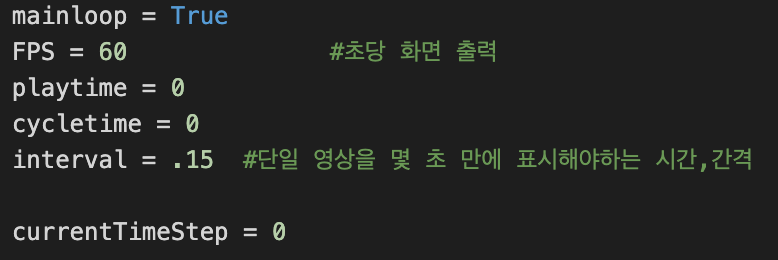 mainloop = True
FPS = 60 #초당 화면 출력
playtime = 0
cycletime = 0
interval = .15 #단일 영상을 몇 초 만에 표시해야하는 시간,간격
currentTimeStep = 0